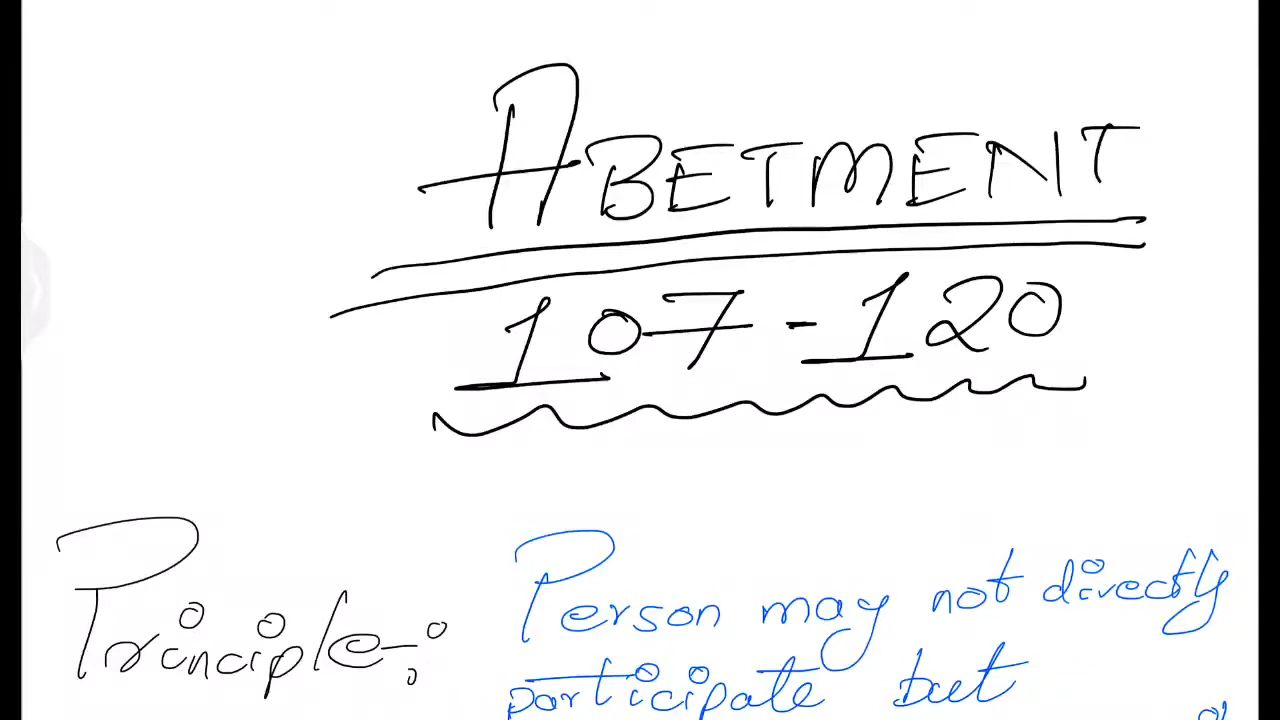 ABETMENT
107-120
Principle:
Person may not directly
participate but